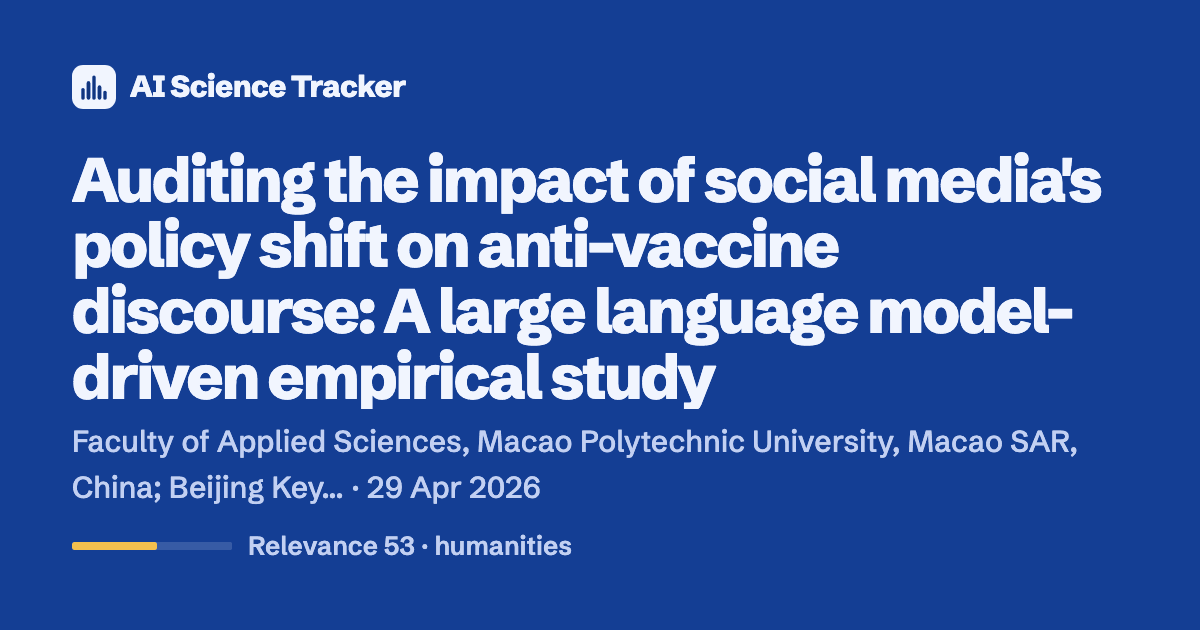 AI Science Tracker
Auditing the impact of social media's
policy shift on anti-vaccine
discourse: A large language model-
driven empirical study
Faculty of Applied Sciences, Macao Polytechnic University, Macao SAR,
China; Beijing Key... · 29 Apr 2026
Relevance 53 · humanities